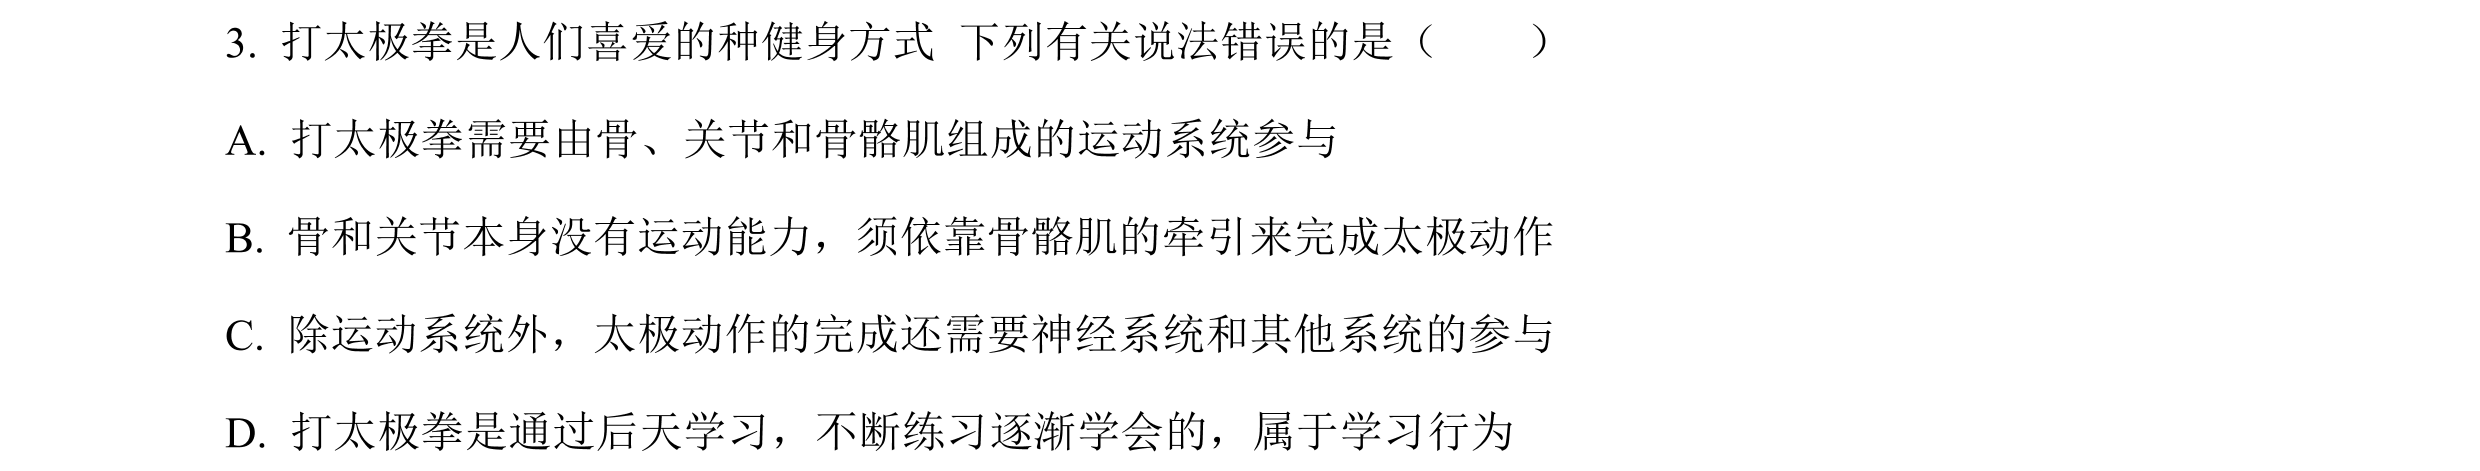 3. 打太极拳是人们喜爱的种健身方式 下列有关说法错误的是（  ）
A. 打太极拳需要由骨、关节和骨骼肌组成的运动系统参与
B. 骨和关节本身没有运动能力，须依靠骨骼肌的牵引来完成太极动作
C. 除运动系统外，太极动作的完成还需要神经系统和其他系统的参与
D. 打太极拳是通过后天学习，不断练习逐渐学会的，属于学习行为